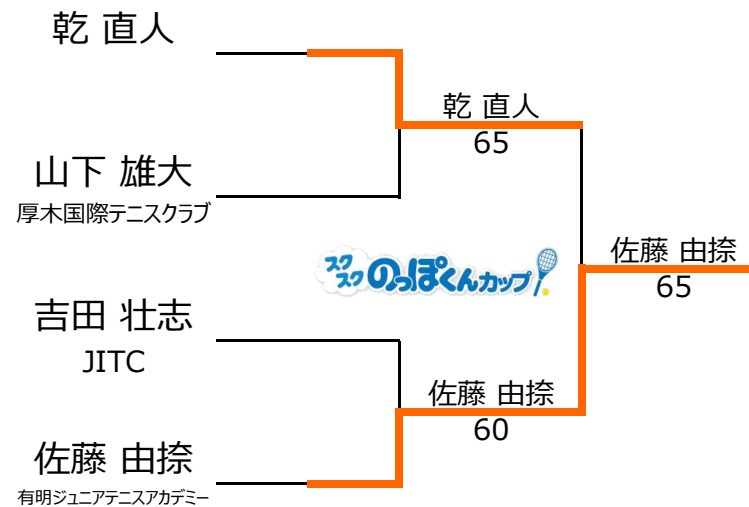 乾 直人
乾 直人
65
山下 雄大
厚木国際テニスクラブ
スク
スク のっぽくんカップ
佐藤 由捺
65
吉田 壮志
JITC
佐藤 由捺
60
佐藤 由捺
有明ジュニアテニスアカデミー